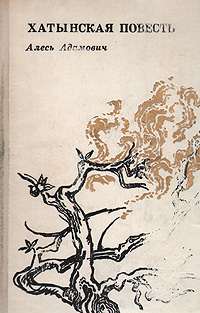 ХАТЫНСКАЯ ПОВЕСТЬ
Алесь Адамович